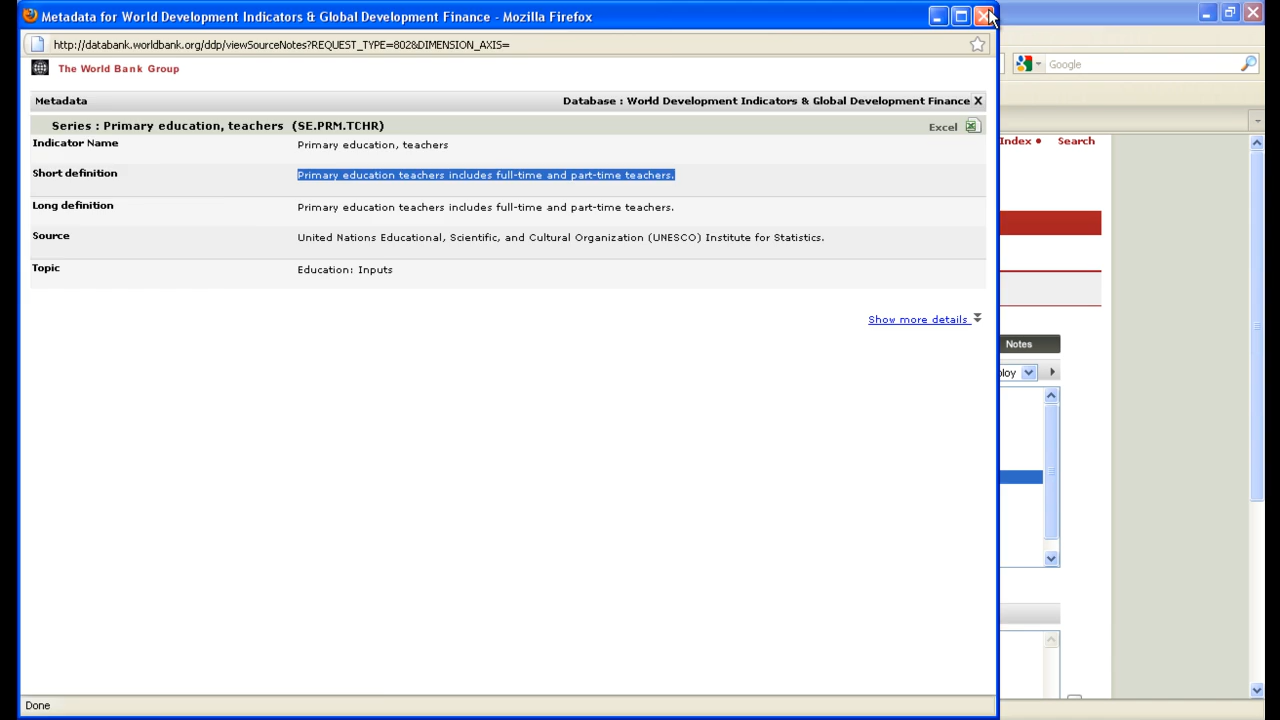 Metadata for World Development Indicators & Global Development Finance - Mozilla Firefox
http://databank.worldbank.org/ddp/viewSourceNotes?REQUEST_TYPE=802&DIMENSION_AXIS=
Google
The World Bank Group
Metadata
Database : World Development Indicators & Global Development Finance X
Series : Primary education, teachers (SE.PRM.TCHR)
Excel
Index • Search
Indicator Name
Primary education, teachers
Short definition
Primary education teachers includes full-time and part-time teachers.
Long definition
Primary education teachers includes full-time and part-time teachers.
Source
United Nations Educational, Scientific, and Cultural Organization (UNESCO) Institute for Statistics.
Topic
Education: Inputs
Show more details
Notes
ploy
Done